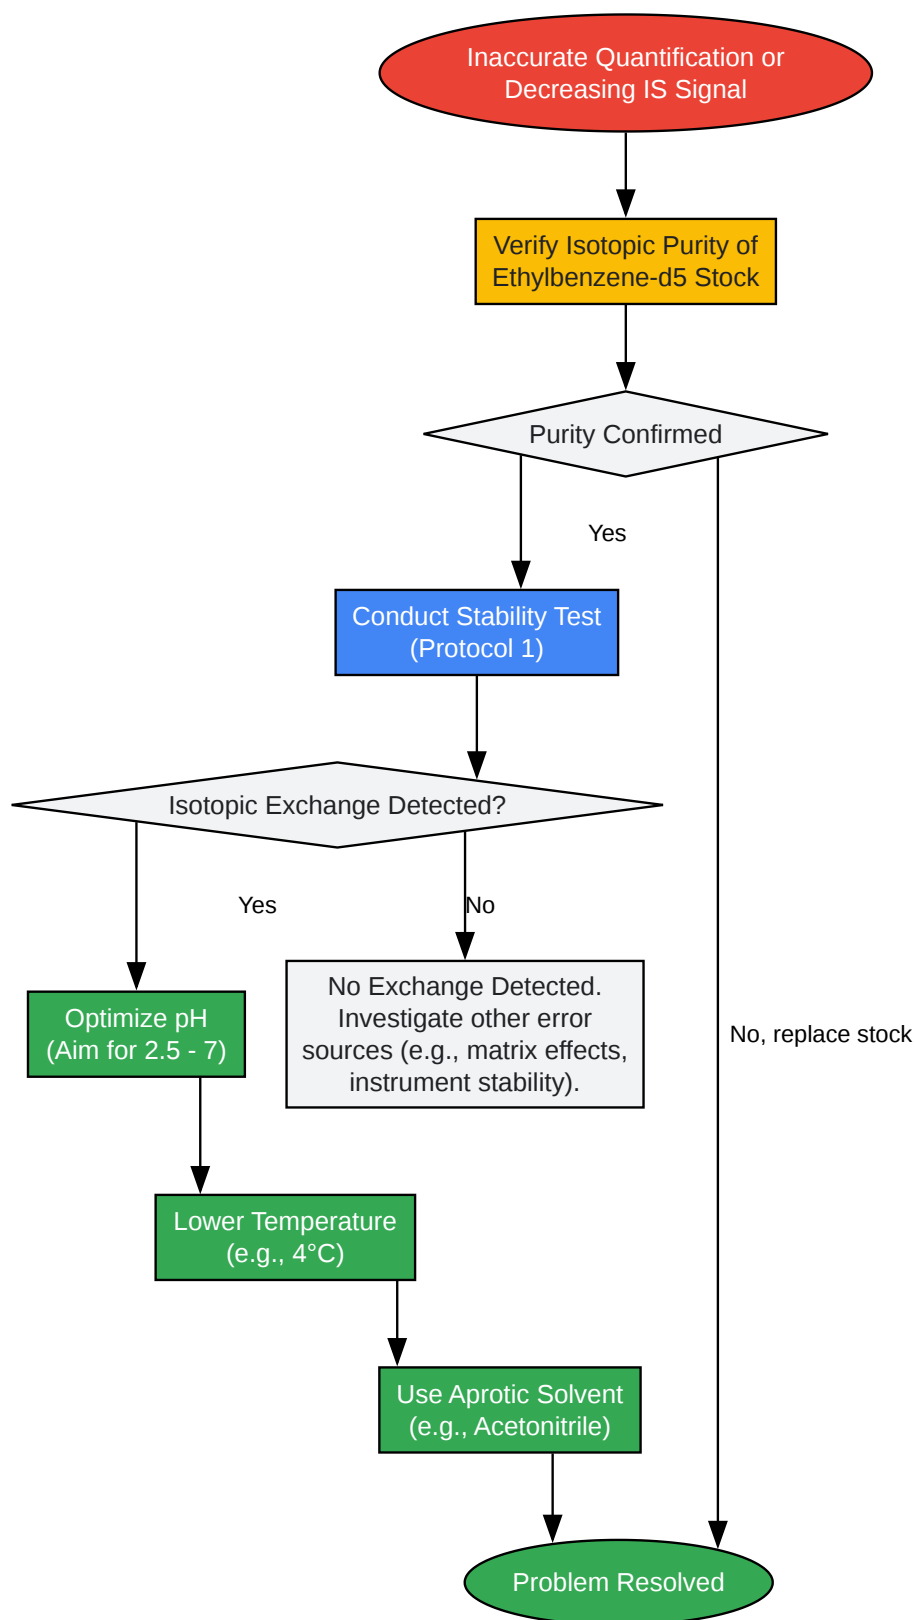 Inaccurate Quantification or
Decreasing IS Signal
Verify Isotopic Purity of
Ethylbenzene-d5 Stock
Purity Confirmed
Yes
Conduct Stability Test
(Protocol 1)
Isotopic Exchange Detected?
Yes
No
No Exchange Detected.
Investigate other error
sources (e.g., matrix effects,
instrument stability).
Optimize pH
(Aim for 2.5 - 7)
No, replace stock
Lower Temperature
(e.g., 4°C)
Use Aprotic Solvent
(e.g., Acetonitrile)
Problem Resolved